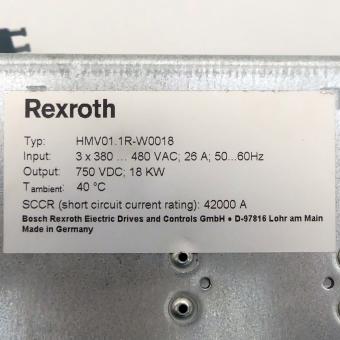 Rexroth
Typ: HMV01.1R-W0018
Input: 3 x 380 ... 480 VAC; 26 A; 50...60Hz
Output: 750 VDC; 18 KW
Tambient: 40 °C
SCCR (short circuit current rating): 42000 A
Bosch Rexroth Electric Drives and Controls GmbH ● D-97816 Lohr am Main
Made in Germany